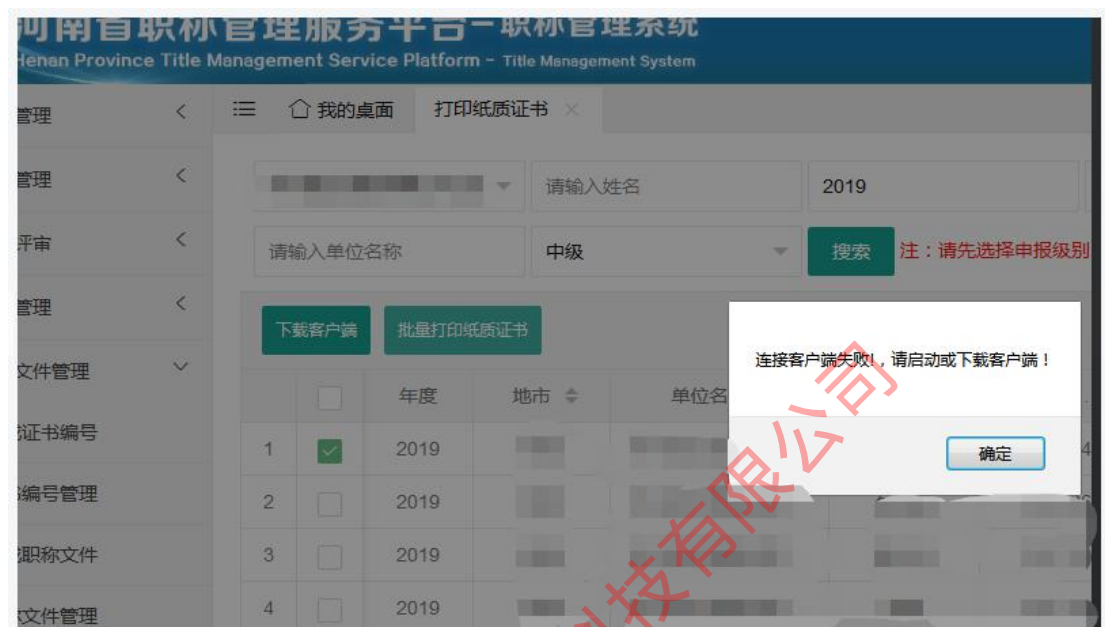 河南省职称管理服务平台-职称管理系统
Henan Province Title Management Service Platform - Title Management System
管理
我的桌面
打印纸质证书
管理
请输入姓名
2019
评审
请输入单位名称
中级
搜索
注：请先选择申报级别
管理
下载客户端
批量打印纸质证书
连接客户端失败!，请启动或下载客户端！
确定
文件管理
年度
地市
单位名
证书编号
1
2019
4
编号管理
2
2019
职称文件
3
2019
文件管理
4
2019
科技有限公司